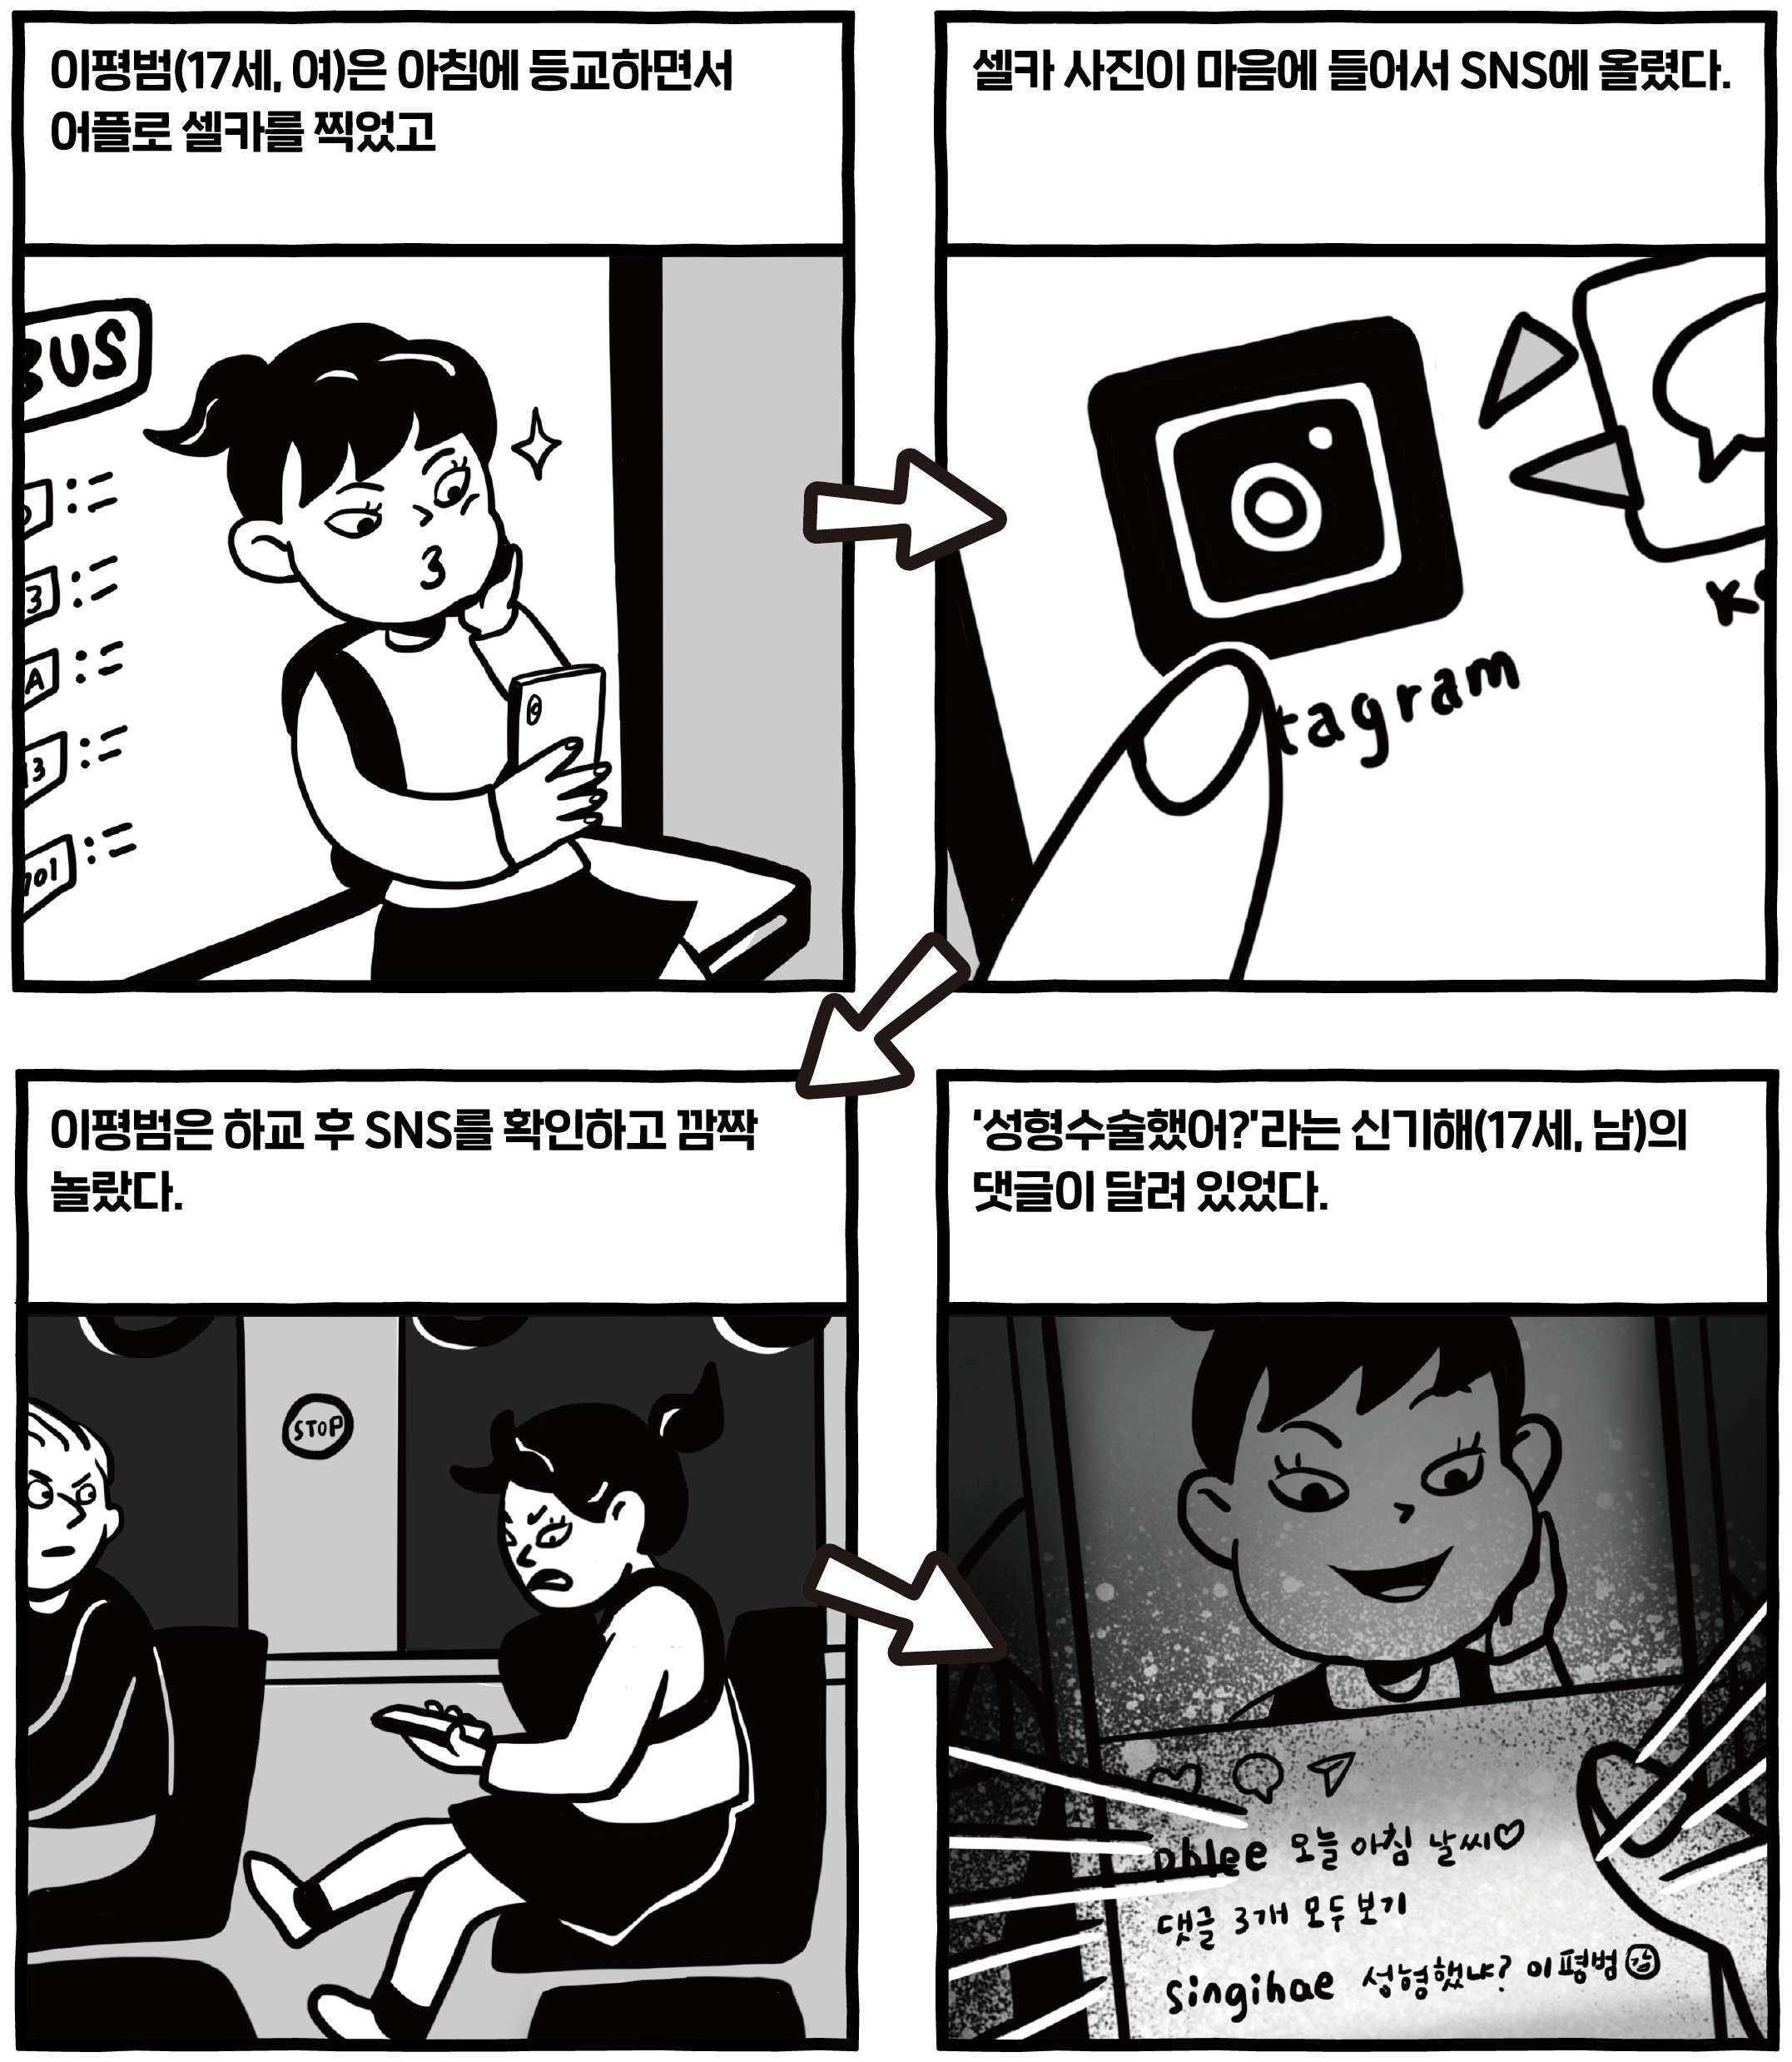 이평범(17세, 여)은 아침에 등교하면서
어플로 셀카를 찍었고
BUS
3
A
3
101
셀카 사진이 마음에 들어서 SNS에 올렸다.
tagram
이평범은 하교 후 SNS를 확인하고 깜짝
놀랐다.
STOP
‘성형수술했어?’라는 신기해(17세, 남)의
댓글이 달려 있었다.
phlee 오늘 아침 날씨♡
댓글 3개 모두 보기
singihae 성형했냐? 이평범